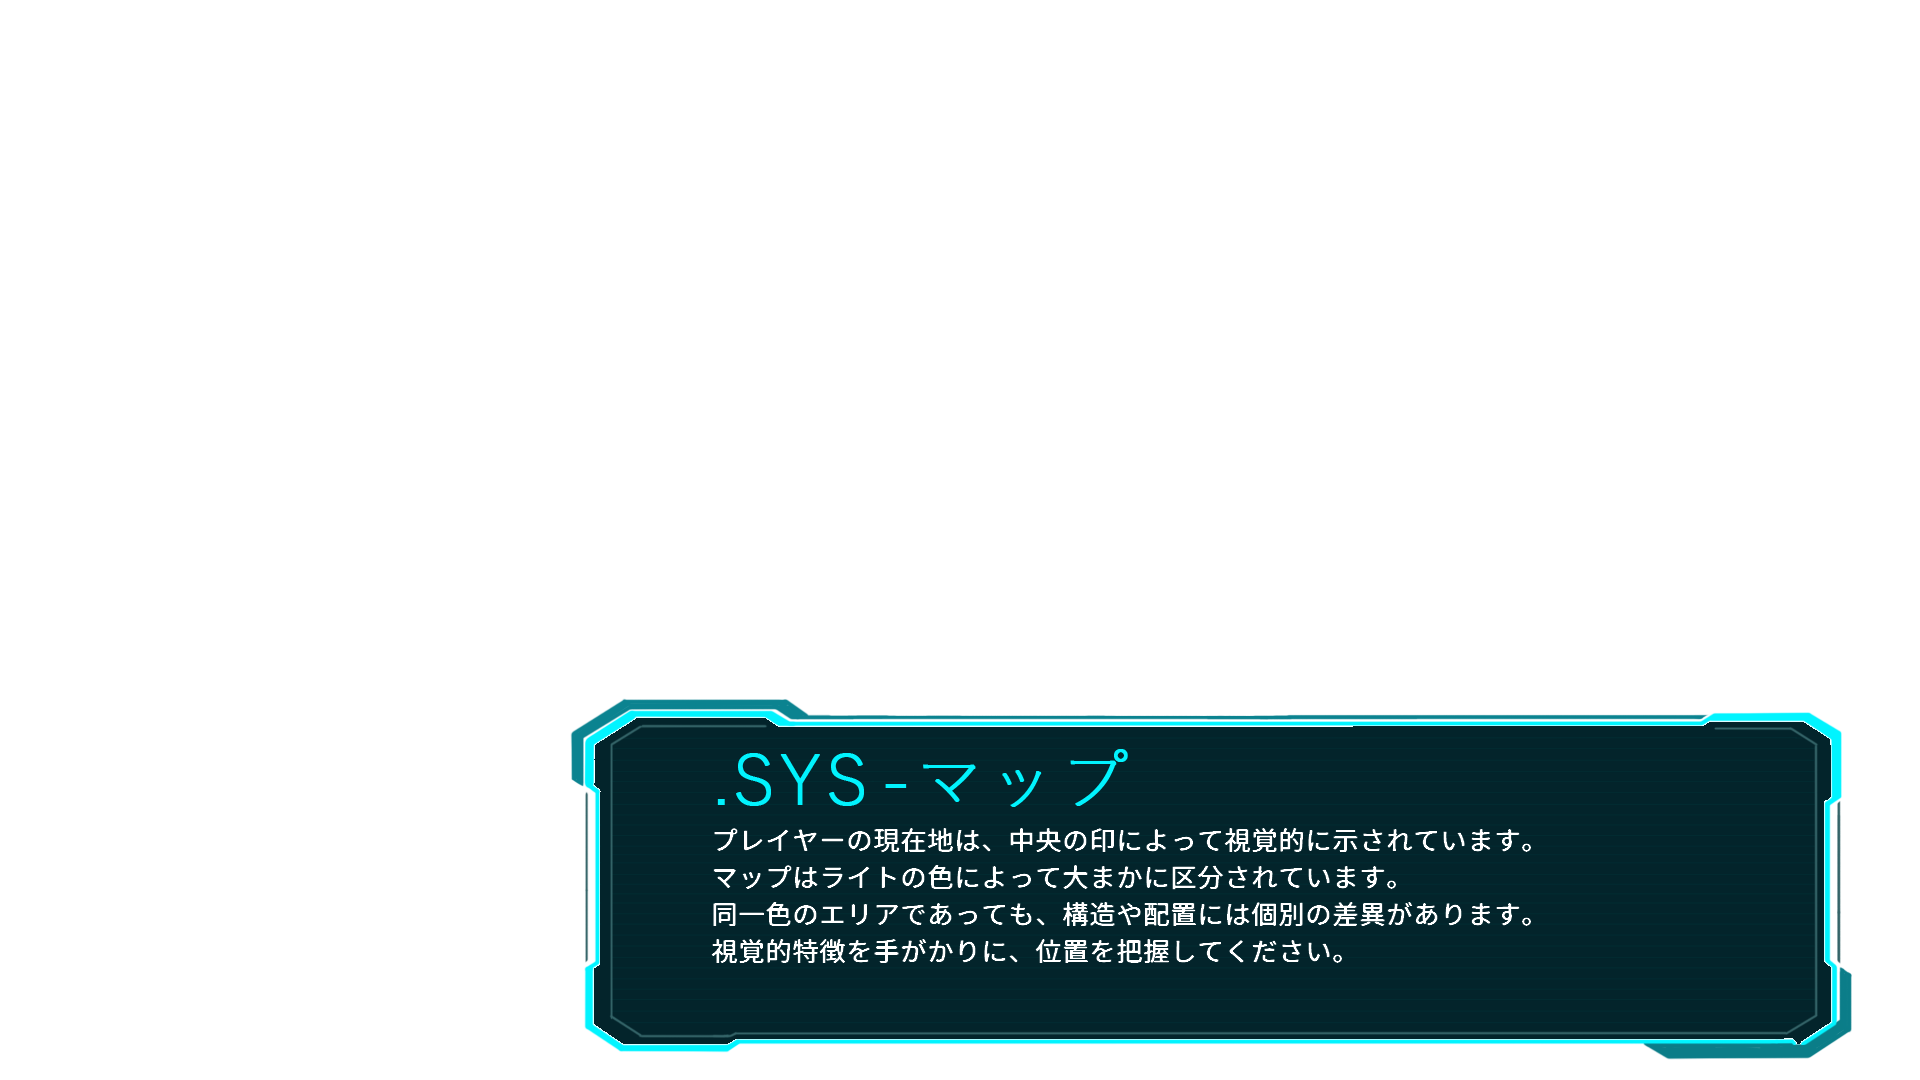 .SYS-マップ
プレイヤーの現在地は、中央の印によって視覚的に示されています。
マップはライトの色によって大まかに区分されています。
同一色のエリアであっても、構造や配置には個別の差異があります。
視覚的特徴を手がかりに、位置を把握してください。